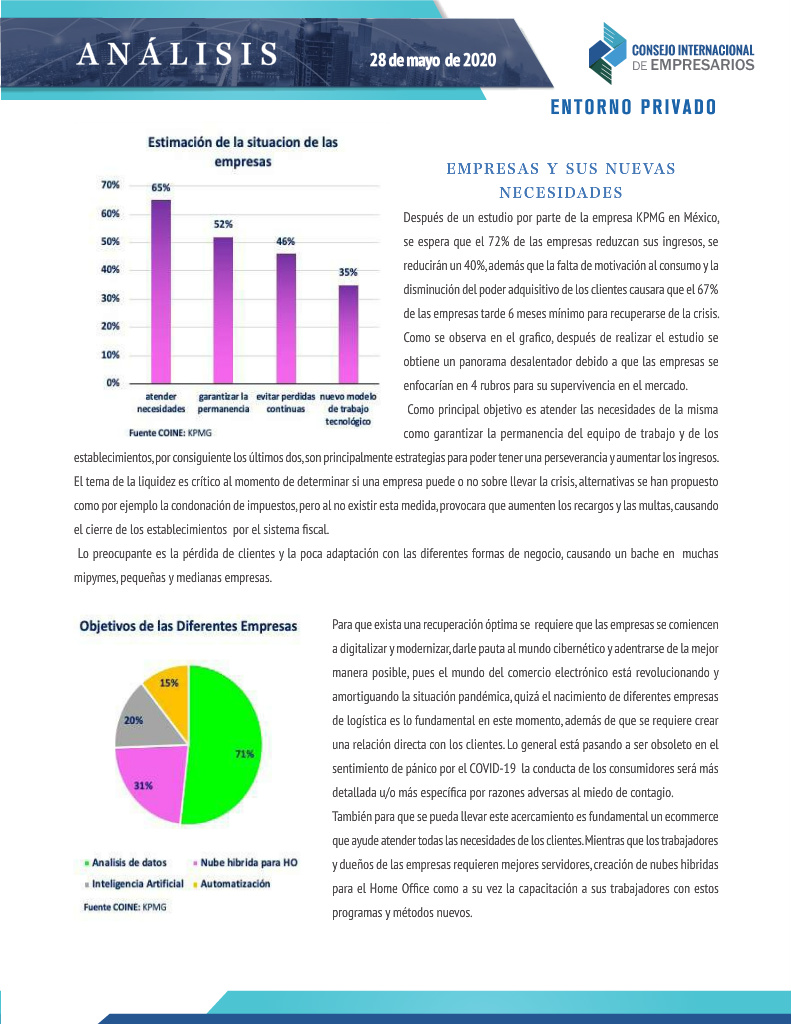 ANÁLISIS
28 de mayo de 2020
CONSEJO INTERNACIONAL
DE EMPRESARIOS
ENTORNO PRIVADO
Estimación de la situacion de las
empresas
70%
60%
50%
40%
30%
20%
10%
0%
65%
52%
46%
35%
atender
necesidades
garantizar la
permanencia
evitar perdidas
continuas
nuevo modelo
de trabajo
tecnológico
Fuente COINE: KPMG
EMPRESAS Y SUS NUEVAS
NECESIDADES
Después de un estudio por parte de la empresa KPMG en México,
se espera que el 72% de las empresas reduzcan sus ingresos, se
reducirán un 40%, además que la falta de motivación al consumo y la
disminución del poder adquisitivo de los clientes causara que el 67%
de las empresas tarde 6 meses mínimo para recuperarse de la crisis.
Como se observa en el grafico, después de realizar el estudio se
obtiene un panorama desalentador debido a que las empresas se
enfocarían en 4 rubros para su supervivencia en el mercado.
Como principal objetivo es atender las necesidades de la misma
como garantizar la permanencia del equipo de trabajo y de los
establecimientos, por consiguiente los últimos dos, son principalmente estrategias para poder tener una perseverancia y aumentar los ingresos.
El tema de la liquidez es crítico al momento de determinar si una empresa puede o no sobre llevar la crisis, alternativas se han propuesto
como por ejemplo la condonación de impuestos, pero al no existir esta medida, provocara que aumenten los recargos y las multas, causando
el cierre de los establecimientos por el sistema fiscal.
Lo preocupante es la pérdida de clientes y la poca adaptación con las diferentes formas de negocio, causando un bache en muchas
mipymes, pequeñas y medianas empresas.
Objetivos de las Diferentes Empresas
15%
20%
71%
31%
Analisis de datos
Nube hibrida para HO
Inteligencia Artificial
Automatización
Fuente COINE: KPMG
Para que exista una recuperación óptima se requiere que las empresas se comiencen
a digitalizar y modernizar, darle pauta al mundo cibernético y adentrarse de la mejor
manera posible, pues el mundo del comercio electrónico está revolucionando y
amortiguando la situación pandémica, quizá el nacimiento de diferentes empresas
de logística es lo fundamental en este momento, además de que se requiere crear
una relación directa con los clientes. Lo general está pasando a ser obsoleto en el
sentimiento de pánico por el COVID-19 la conducta de los consumidores será más
detallada u/o más específica por razones adversas al miedo de contagio.
También para que se pueda llevar este acercamiento es fundamental un ecommerce
que ayude atender todas las necesidades de los clientes. Mientras que los trabajadores
y dueños de las empresas requieren mejores servidores, creación de nubes hibridas
para el Home Office como a su vez la capacitación a sus trabajadores con estos
programas y métodos nuevos.